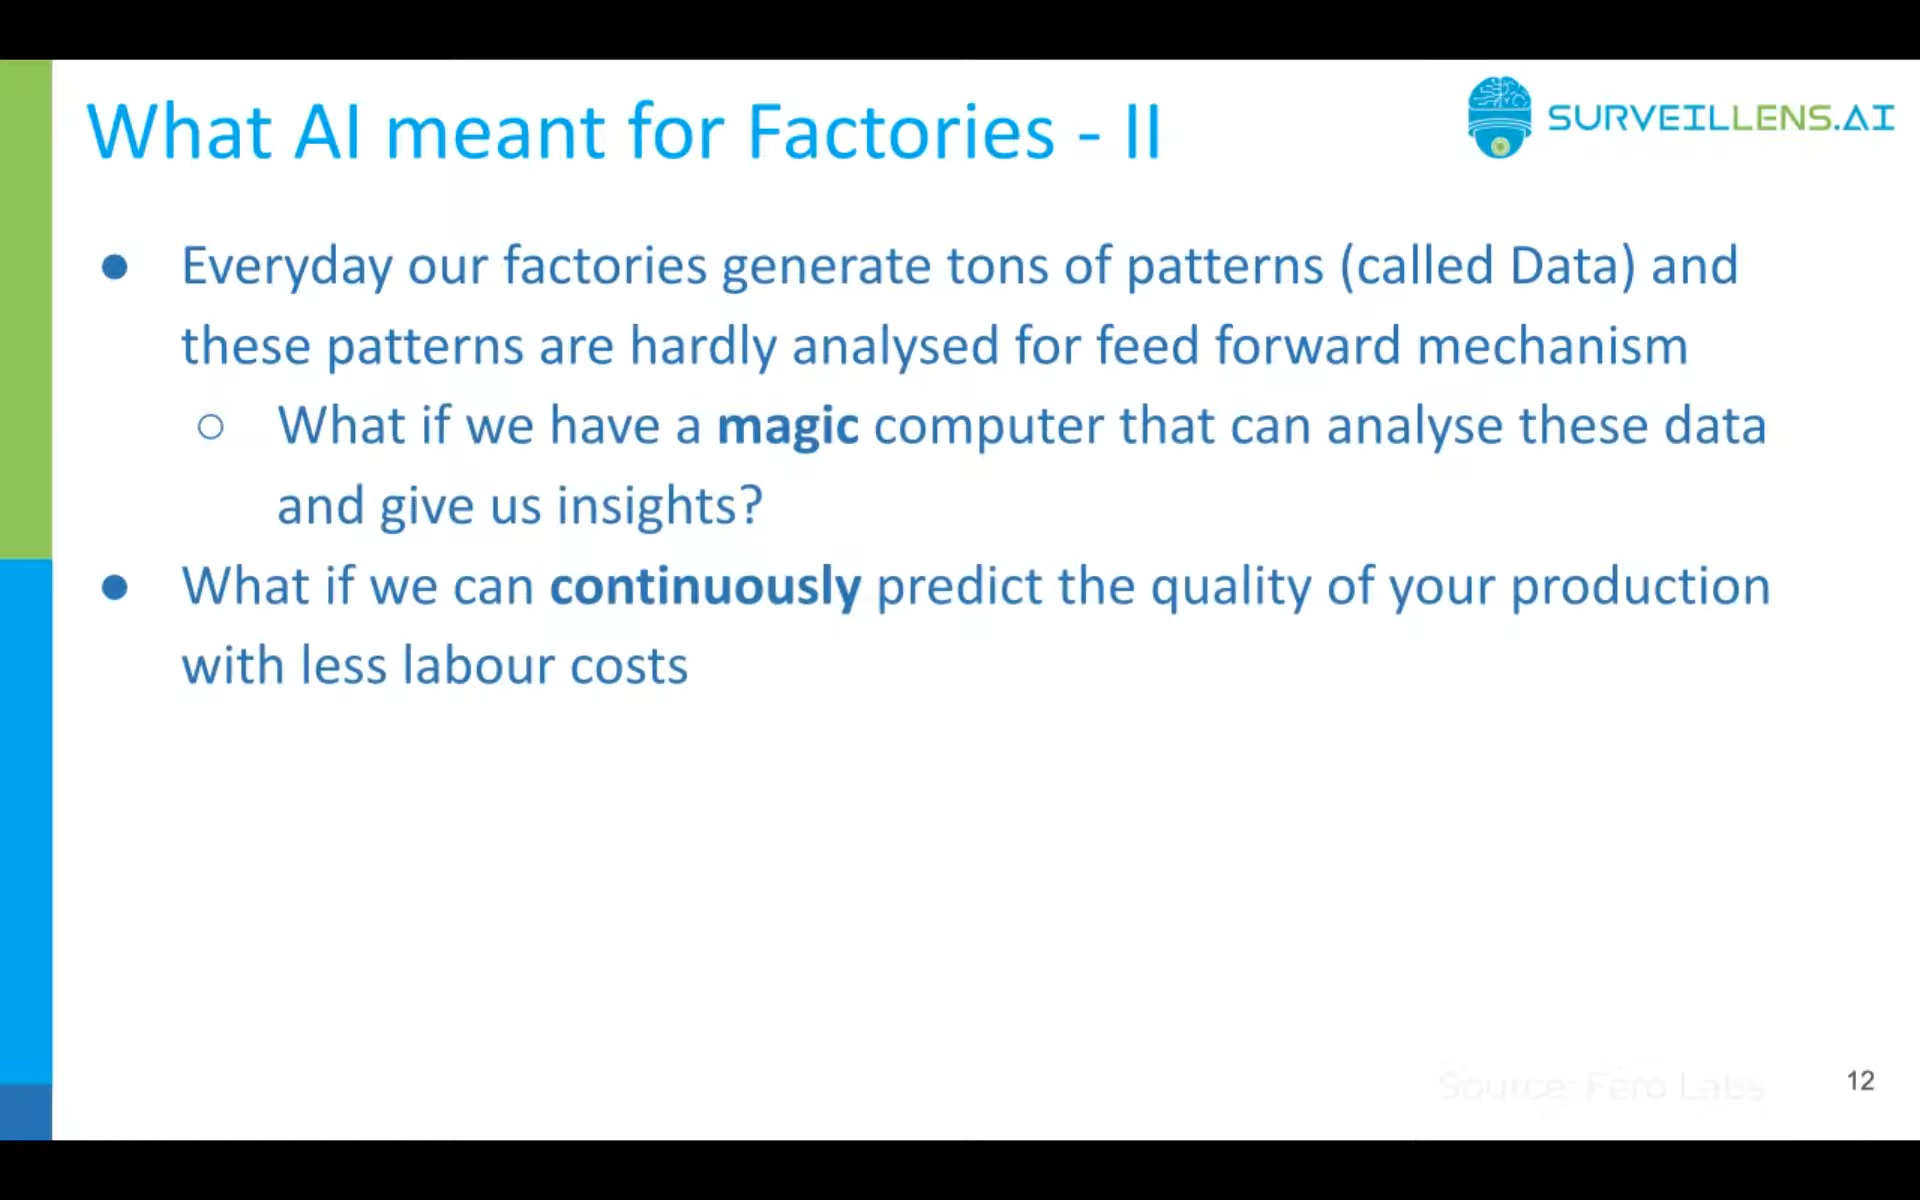 What AI meant for Factories - II
SURVEILLENS.AI
● Everyday our factories generate tons of patterns (called Data) and
these patterns are hardly analysed for feed forward mechanism
○ What if we have a magic computer that can analyse these data
and give us insights?
● What if we can continuously predict the quality of your production
with less labour costs
Source: Fero Labs
12